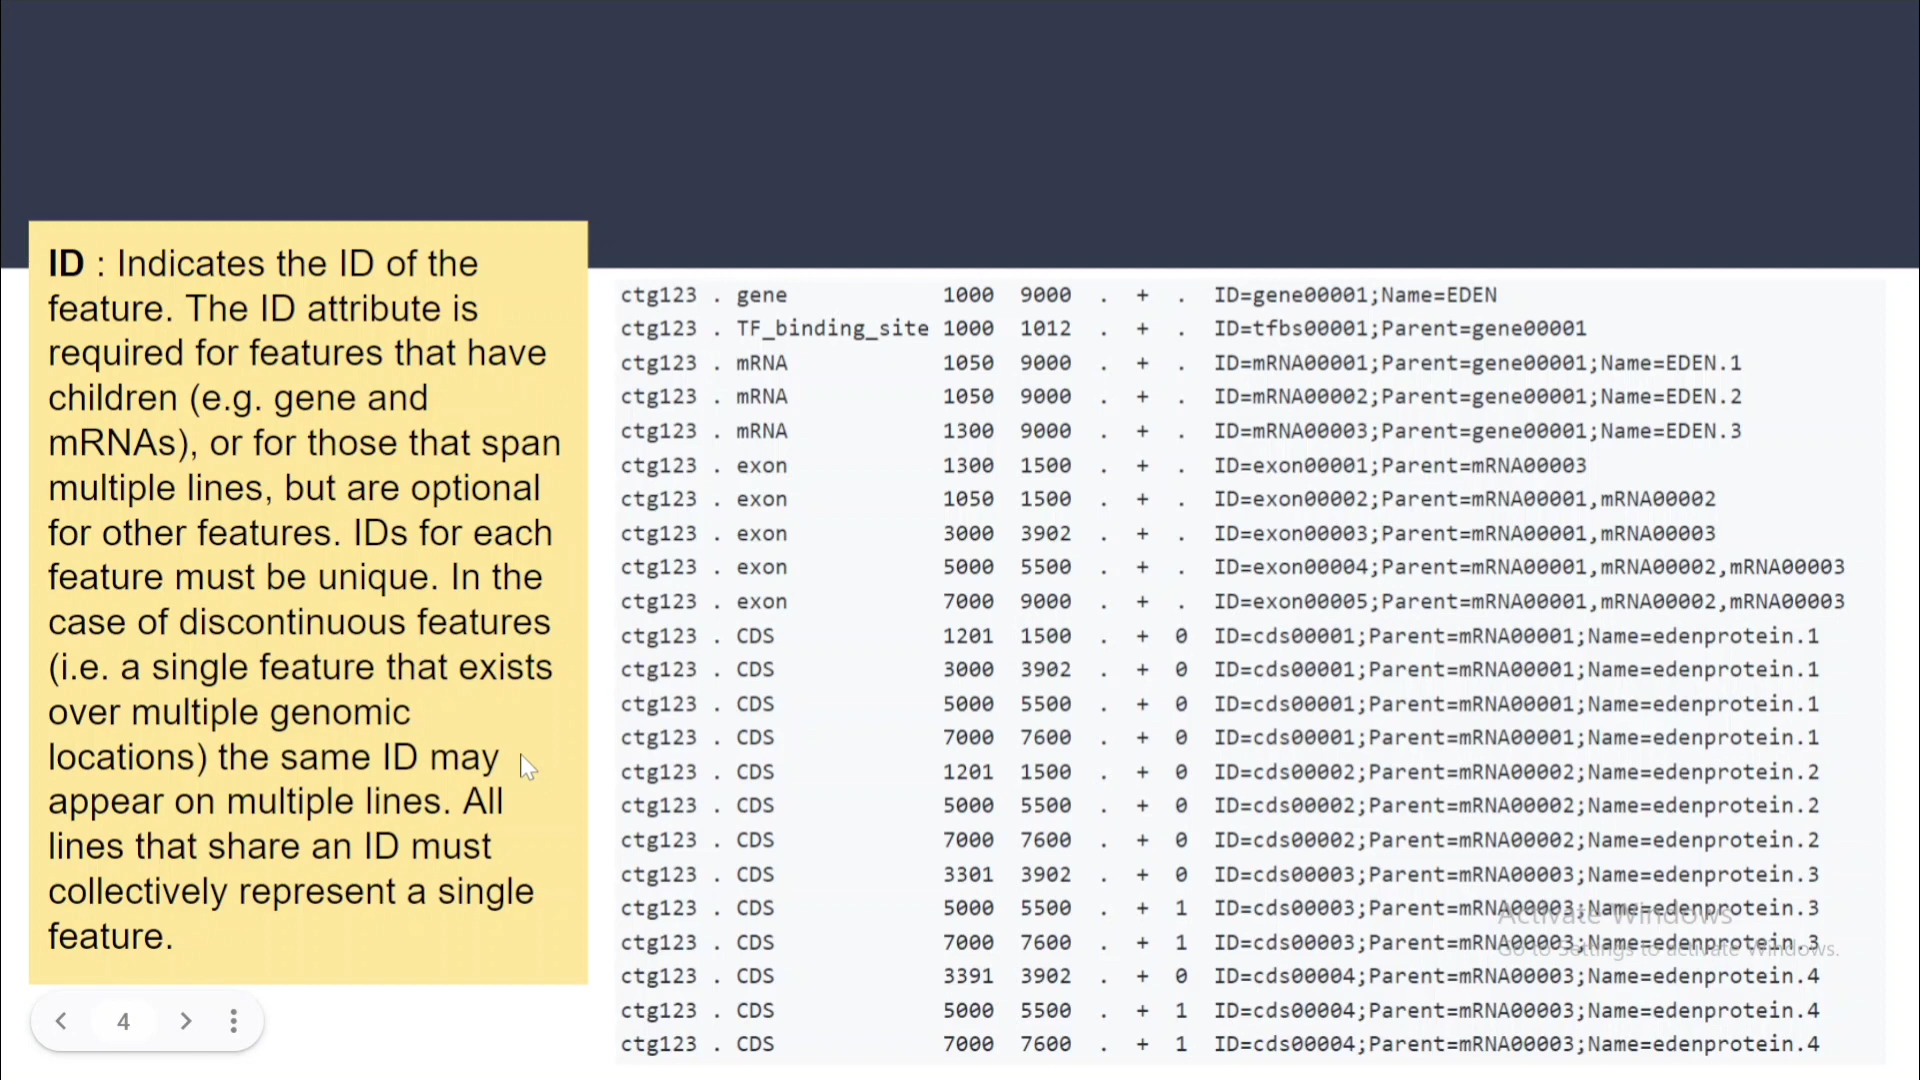 ID : Indicates the ID of the
feature. The ID attribute is
required for features that have
children (e.g. gene and
mRNAs), or for those that span
multiple lines, but are optional
for other features. IDs for each
feature must be unique. In the
case of discontinuous features
(i.e. a single feature that exists
over multiple genomic
locations) the same ID may
appear on multiple lines. All
lines that share an ID must
collectively represent a single
feature.
ctg123 . gene 1000 9000 . + . ID=gene00001;Name=EDEN
ctg123 . TF_binding_site 1000 1012 . + . ID=tfbs00001;Parent=gene00001
ctg123 . mRNA 1050 9000 . + . ID=mRNA00001;Parent=gene00001;Name=EDEN.1
ctg123 . mRNA 1050 9000 . + . ID=mRNA00002;Parent=gene00001;Name=EDEN.2
ctg123 . mRNA 1300 9000 . + . ID=mRNA00003;Parent=gene00001;Name=EDEN.3
ctg123 . exon 1300 1500 . + . ID=exon00001;Parent=mRNA00003
ctg123 . exon 1050 1500 . + . ID=exon00002;Parent=mRNA00001,mRNA00002
ctg123 . exon 3000 3902 . + . ID=exon00003;Parent=mRNA00001,mRNA00003
ctg123 . exon 5000 5500 . + . ID=exon00004;Parent=mRNA00001,mRNA00002,mRNA00003
ctg123 . exon 7000 9000 . + . ID=exon00005;Parent=mRNA00001,mRNA00002,mRNA00003
ctg123 . CDS 1201 1500 . + 0 ID=cds00001;Parent=mRNA00001;Name=edenprotein.1
ctg123 . CDS 3000 3902 . + 0 ID=cds00001;Parent=mRNA00001;Name=edenprotein.1
ctg123 . CDS 5000 5500 . + 0 ID=cds00001;Parent=mRNA00001;Name=edenprotein.1
ctg123 . CDS 7000 7600 . + 0 ID=cds00001;Parent=mRNA00001;Name=edenprotein.1
ctg123 . CDS 1201 1500 . + 0 ID=cds00002;Parent=mRNA00002;Name=edenprotein.2
ctg123 . CDS 5000 5500 . + 0 ID=cds00002;Parent=mRNA00002;Name=edenprotein.2
ctg123 . CDS 7000 7600 . + 0 ID=cds00002;Parent=mRNA00002;Name=edenprotein.2
ctg123 . CDS 3301 3902 . + 0 ID=cds00003;Parent=mRNA00003;Name=edenprotein.3
ctg123 . CDS 5000 5500 . + 1 ID=cds00003;Parent=mRNA00003;Name=edenprotein.3
ctg123 . CDS 7000 7600 . + 1 ID=cds00003;Parent=mRNA00003;Name=edenprotein.3
ctg123 . CDS 3391 3902 . + 0 ID=cds00004;Parent=mRNA00003;Name=edenprotein.4
ctg123 . CDS 5000 5500 . + 1 ID=cds00004;Parent=mRNA00003;Name=edenprotein.4
ctg123 . CDS 7000 7600 . + 1 ID=cds00004;Parent=mRNA00003;Name=edenprotein.4
Activate Windows
Go to Settings to activate Windows.
4